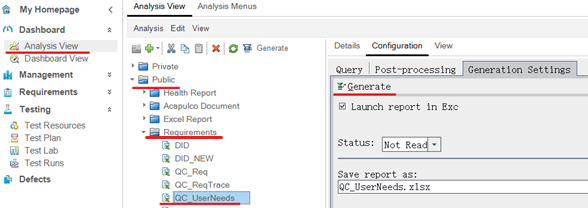 My Homepage
Dashboard
Analysis View
Dashboard View
Management
Requirements
Testing
Test Resources
Test Plan
Test Lab
Test Runs
Defects
Analysis View Analysis Menus
Analysis Edit View
Generate
Private
Public
Health Report
Acapulco Document
Excel Report
Requirements
DID
DID_NEW
QC_Req
QC_ReqTrace
QC_UserNeeds
Details Configuration View
Query Post-processing Generation Settings
Generate
Launch report in Exc
Status: Not Read
Save report as:
QC_UserNeeds.xlsx